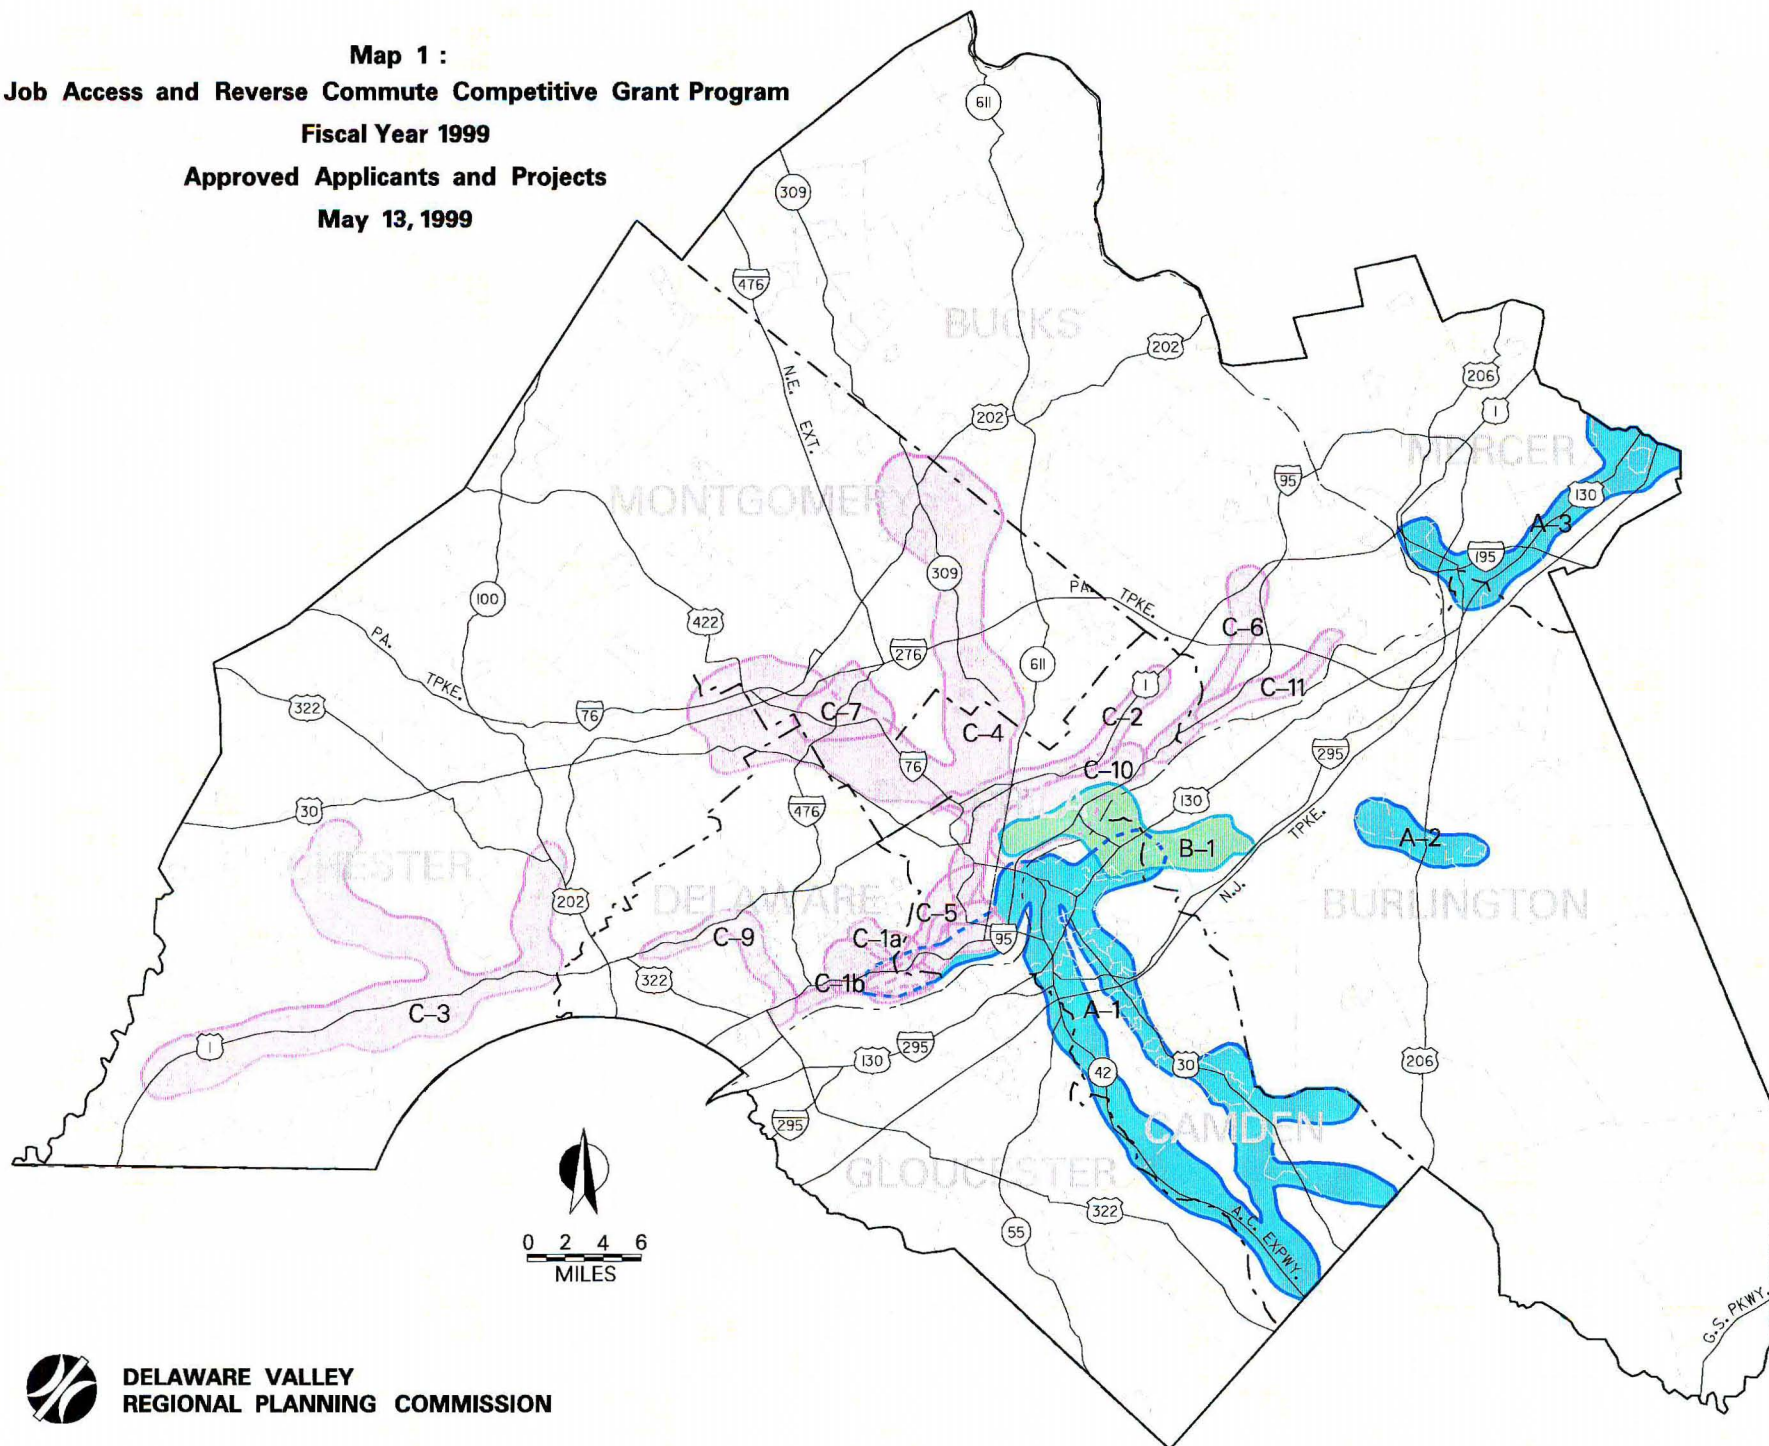 Map 1 :
Job Access and Reverse Commute Competitive Grant Program
Fiscal Year 1999
Approved Applicants and Projects
May 13, 1999
611
309
476
BUCKS
202
N.E. EXT.
206
1
202
MERCER
95
130
MONTGOMERY
A-3
195
309
100
PA. TPKE.
422
C-6
PA. TPKE.
276
611
1
C-11
322
76
C-7
C-2
C-4
295
76
C-10
30
476
130
TPKE.
A-2
B-1
CHESTER
N.J.
202
DELAWARE
BURLINGTON
C-5
C-9
C-1a
95
322
C-1b
C-3
A-1
1
130
295
30
206
42
295
CAMDEN
GLOUCESTER
322
A.C. EXPWY.
55
0 2 4 6
MILES
G.S. PKWY.
DELAWARE VALLEY
REGIONAL PLANNING COMMISSION